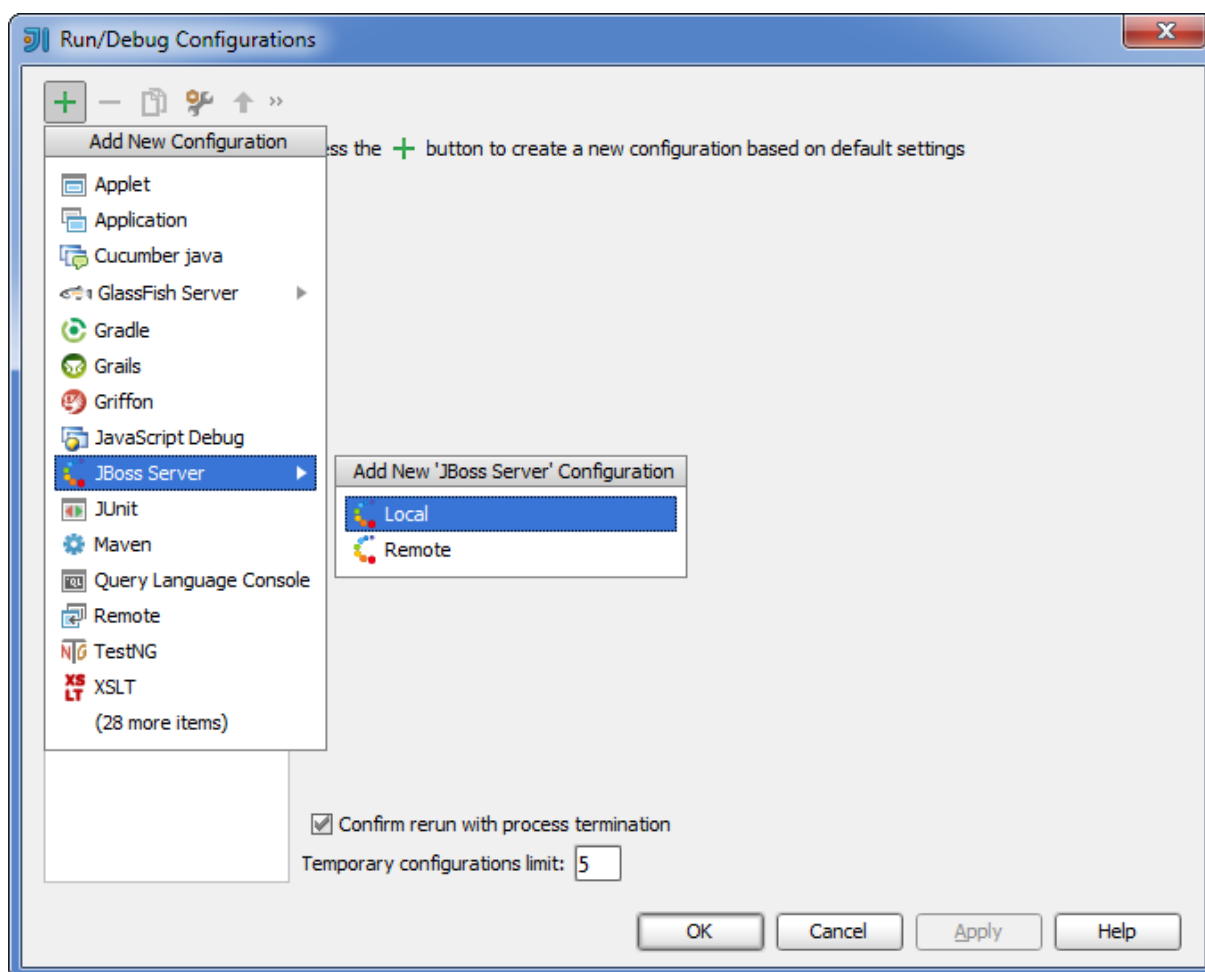 Run/Debug Configurations
Add New Configuration
ess the + button to create a new configuration based on default settings
Applet
Application
Cucumber java
GlassFish Server
Gradle
Grails
Griffon
JavaScript Debug
JBoss Server
Add New 'JBoss Server' Configuration
Local
Remote
JUnit
Maven
Query Language Console
Remote
TestNG
XSLT
(28 more items)
Confirm rerun with process termination
Temporary configurations limit: 5
OK Cancel Apply Help